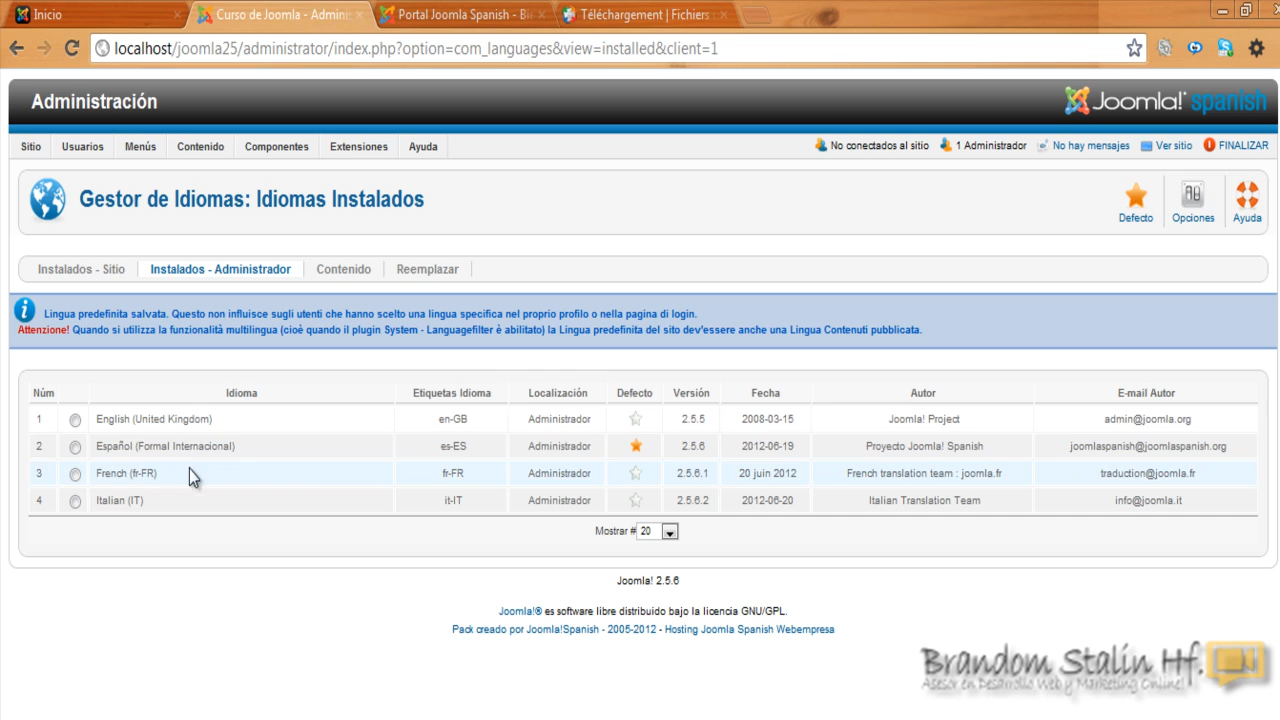 Inicio
Curso de Joomla - Admini
Portal Joomla Spanish - Bi
Téléchargement | Fichiers
localhost/joomla25/administrator/index.php?option=com_languages&view=installed&client=1
Administración
Joomla! spanish
Sitio Usuarios Menús Contenido Componentes Extensiones Ayuda
No conectados al sitio 1 Administrador No hay mensajes Ver sitio FINALIZAR
Gestor de Idiomas: Idiomas Instalados
Defecto Opciones Ayuda
Instalados - Sitio Instalados - Administrador Contenido Reemplazar
Lingua predefinita salvata. Questo non influisce sugli utenti che hanno scelto una lingua specifica nel proprio profilo o nella pagina di login.
Attenzione! Quando si utilizza la funzionalità multilingua (cioè quando il plugin System - Languagefilter è abilitato) la Lingua predefinita del sito dev'essere anche una Lingua Contenuti pubblicata.
Núm Idioma Etiquetas Idioma Localización Defecto Versión Fecha Autor E-mail Autor
1 English (United Kingdom) en-GB Administrador 2.5.5 2008-03-15 Joomla! Project admin@joomla.org
2 Español (Formal Internacional) es-ES Administrador 2.5.6 2012-06-19 Proyecto Joomla! Spanish joomlaspanish@joomlaspanish.org
3 French (fr-FR) fr-FR Administrador 2.5.6.1 20 juin 2012 French translation team : joomla.fr traduction@joomla.fr
4 Italian (IT) it-IT Administrador 2.5.6.2 2012-06-20 Italian Translation Team info@joomla.it
Mostrar # 20
Joomla! 2.5.6
Joomla!® es software libre distribuido bajo la licencia GNU/GPL.
Pack creado por Joomla!Spanish - 2005-2012 - Hosting Joomla Spanish Webempresa
Brandom Stalin Hf.
Asesor en Desarrollo Web y Marketing Online!